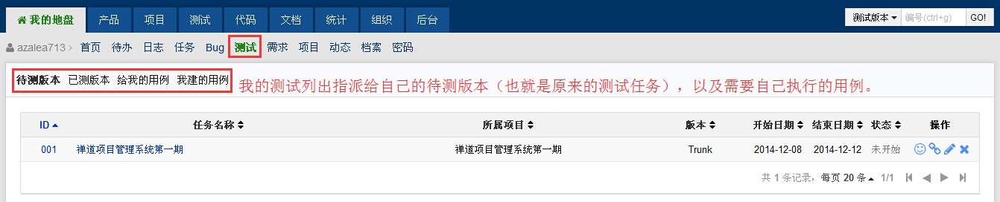 我的地盘 产品 项目 测试 代码 文档 统计 组织 后台 测试版本 编号(ctrl+g) GO!
azalea713 首页 待办 日志 任务 Bug 测试 需求 项目 动态 档案 密码
待测版本 已测版本 给我的用例 我建的用例 我的测试列出指派给自己的待测版本（也就是原来的测试任务），以及需要自己执行的用例。
ID 任务名称 所属项目 版本 开始日期 结束日期 状态 操作
001 禅道项目管理系统第一期 禅道项目管理系统第一期 Trunk 2014-12-08 2014-12-12 未开始
共 1 条记录，每页 20 条 1/1